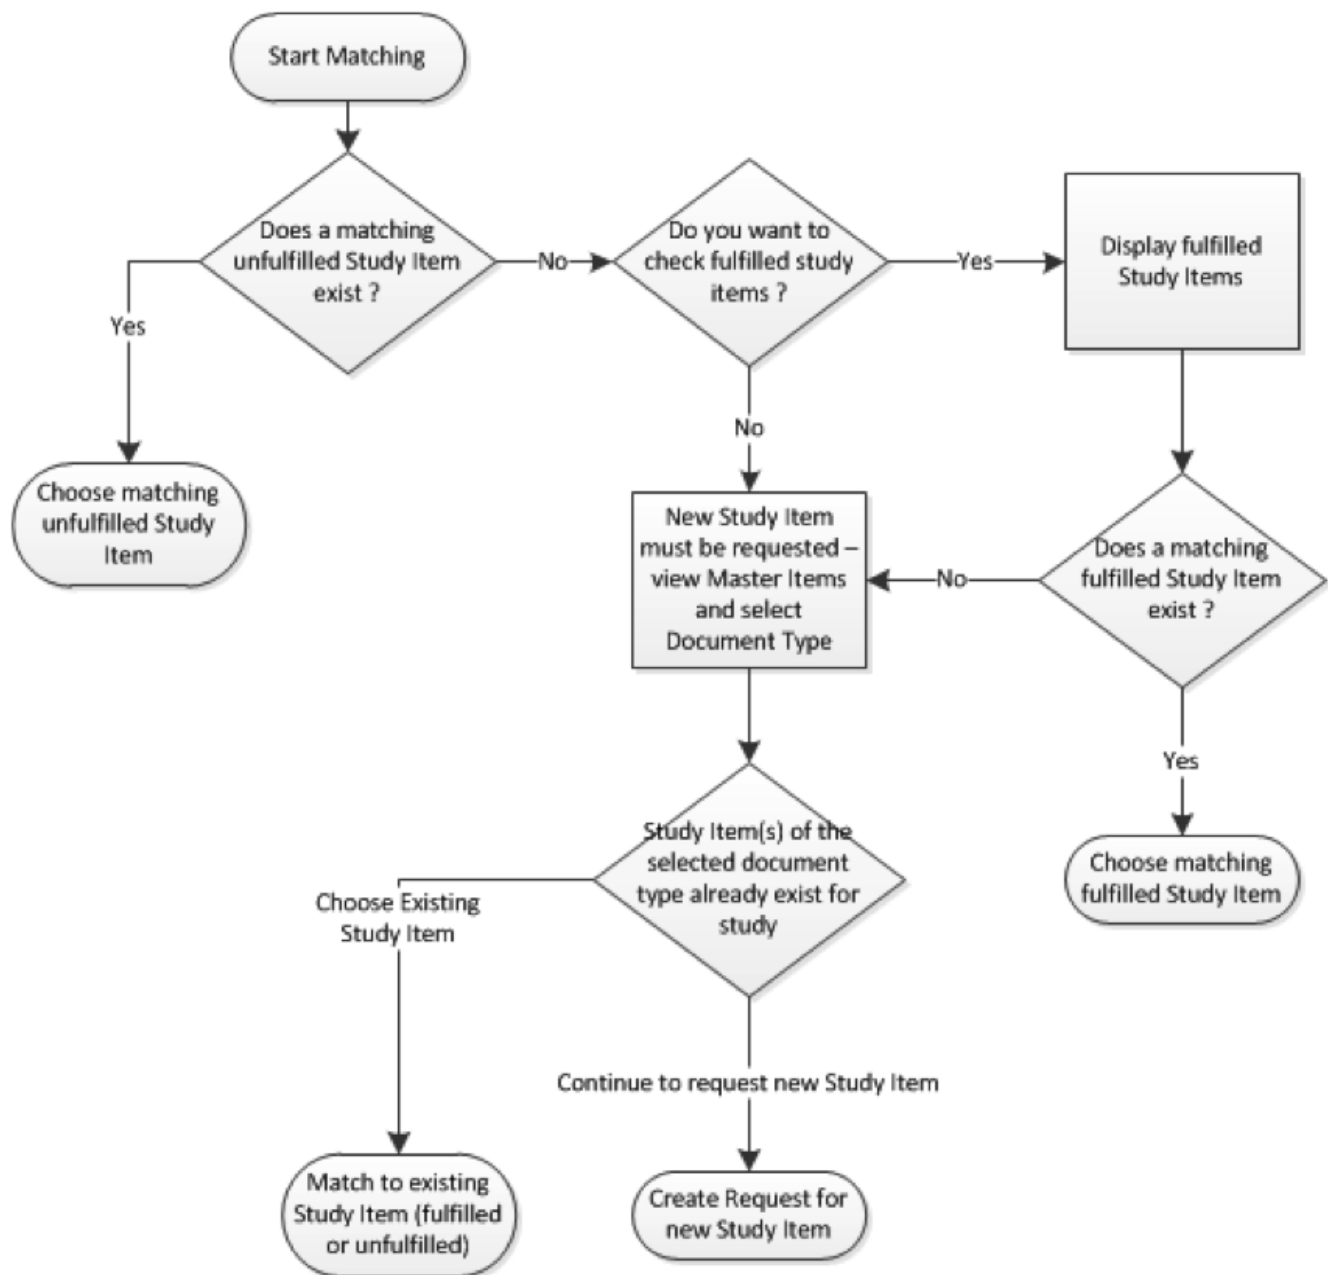 Start Matching
Does a matching
unfulfilled Study Item
exist ?
No
Do you want to
check fulfilled study
items ?
Yes
Display fulfilled
Study Items
Yes
No
Choose matching
unfulfilled Study
Item
New Study Item
must be requested –
view Master Items
and select
Document Type
No
Does a matching
fulfilled Study Item
exist ?
Yes
Study Item(s) of the
selected document
type already exist for
study
Choose matching
fulfilled Study Item
Choose Existing
Study Item
Continue to request new Study Item
Match to existing
Study Item (fulfilled
or unfulfilled)
Create Request for
new Study Item